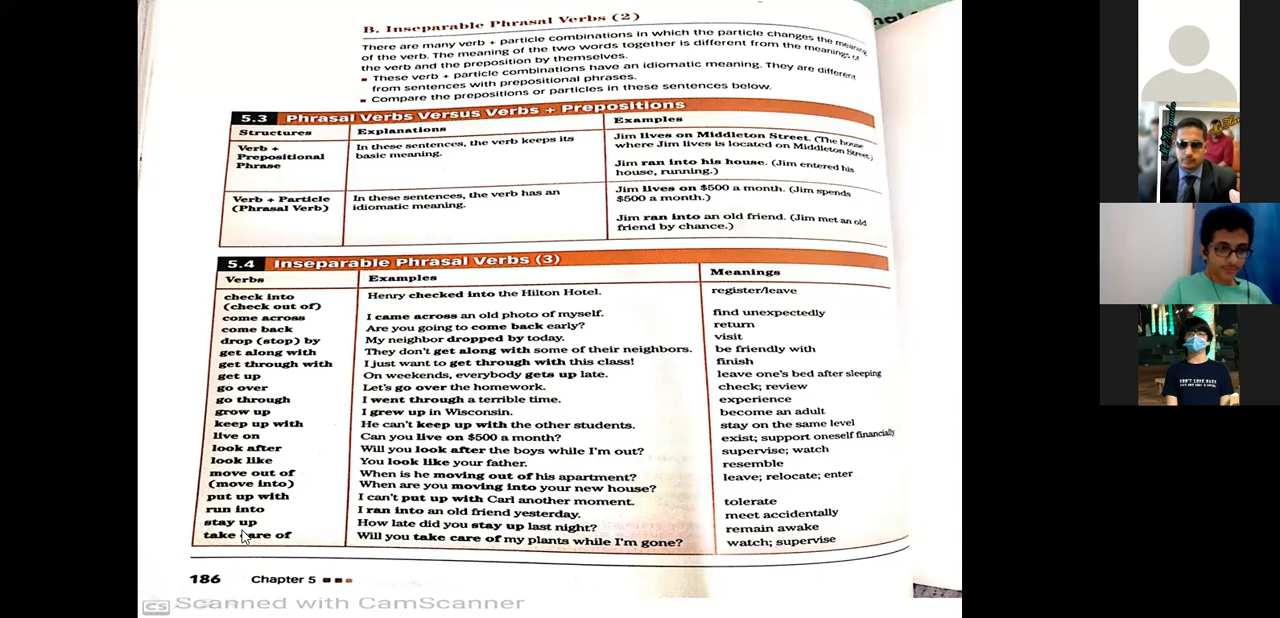 B. Inseparable Phrasal Verbs (2)
There are many verb + particle combinations in which the particle changes the meaning
of the verb. The meaning of the two words together is different from the meanings of
the verb and the preposition by themselves.
▪ These verb + particle combinations have an idiomatic meaning. They are different
from sentences with prepositional phrases.
▪ Compare the prepositions or particles in these sentences below.
5.3 Phrasal Verbs Versus Verbs + Prepositions
Structures Explanations Examples
Verb +
Prepositional
Phrase
In these sentences, the verb keeps its
basic meaning.
Jim lives on Middleton Street. (The house
where Jim lives is located on Middleton Street.)
Jim ran into his house. (Jim entered his
house, running.)
Verb + Particle
(Phrasal Verb)
In these sentences, the verb has an
idiomatic meaning.
Jim lives on $500 a month. (Jim spends
$500 a month.)
Jim ran into an old friend. (Jim met an old
friend by chance.)
5.4 Inseparable Phrasal Verbs (3)
Verbs Examples Meanings
check into Henry checked into the Hilton Hotel. register/leave
(check out of)
come across I came across an old photo of myself. find unexpectedly
come back Are you going to come back early? return
drop (stop) by My neighbor dropped by today. visit
get along with They don't get along with some of their neighbors. be friendly with
get through with I just want to get through with this class! finish
get up On weekends, everybody gets up late. leave one's bed after sleeping
go over Let's go over the homework. check; review
go through I went through a terrible time. experience
grow up I grew up in Wisconsin. become an adult
keep up with He can't keep up with the other students. stay on the same level
live on Can you live on $500 a month? exist; support oneself financially
look after Will you look after the boys while I'm out? supervise; watch
look like You look like your father. resemble
move out of When is he moving out of his apartment? leave; relocate; enter
(move into) When are you moving into your new house?
put up with I can't put up with Carl another moment. tolerate
run into I ran into an old friend yesterday. meet accidentally
stay up How late did you stay up last night? remain awake
take care of Will you take care of my plants while I'm gone? watch; supervise
186 Chapter 5 ■ ■ ■
CS Scanned with CamScanner